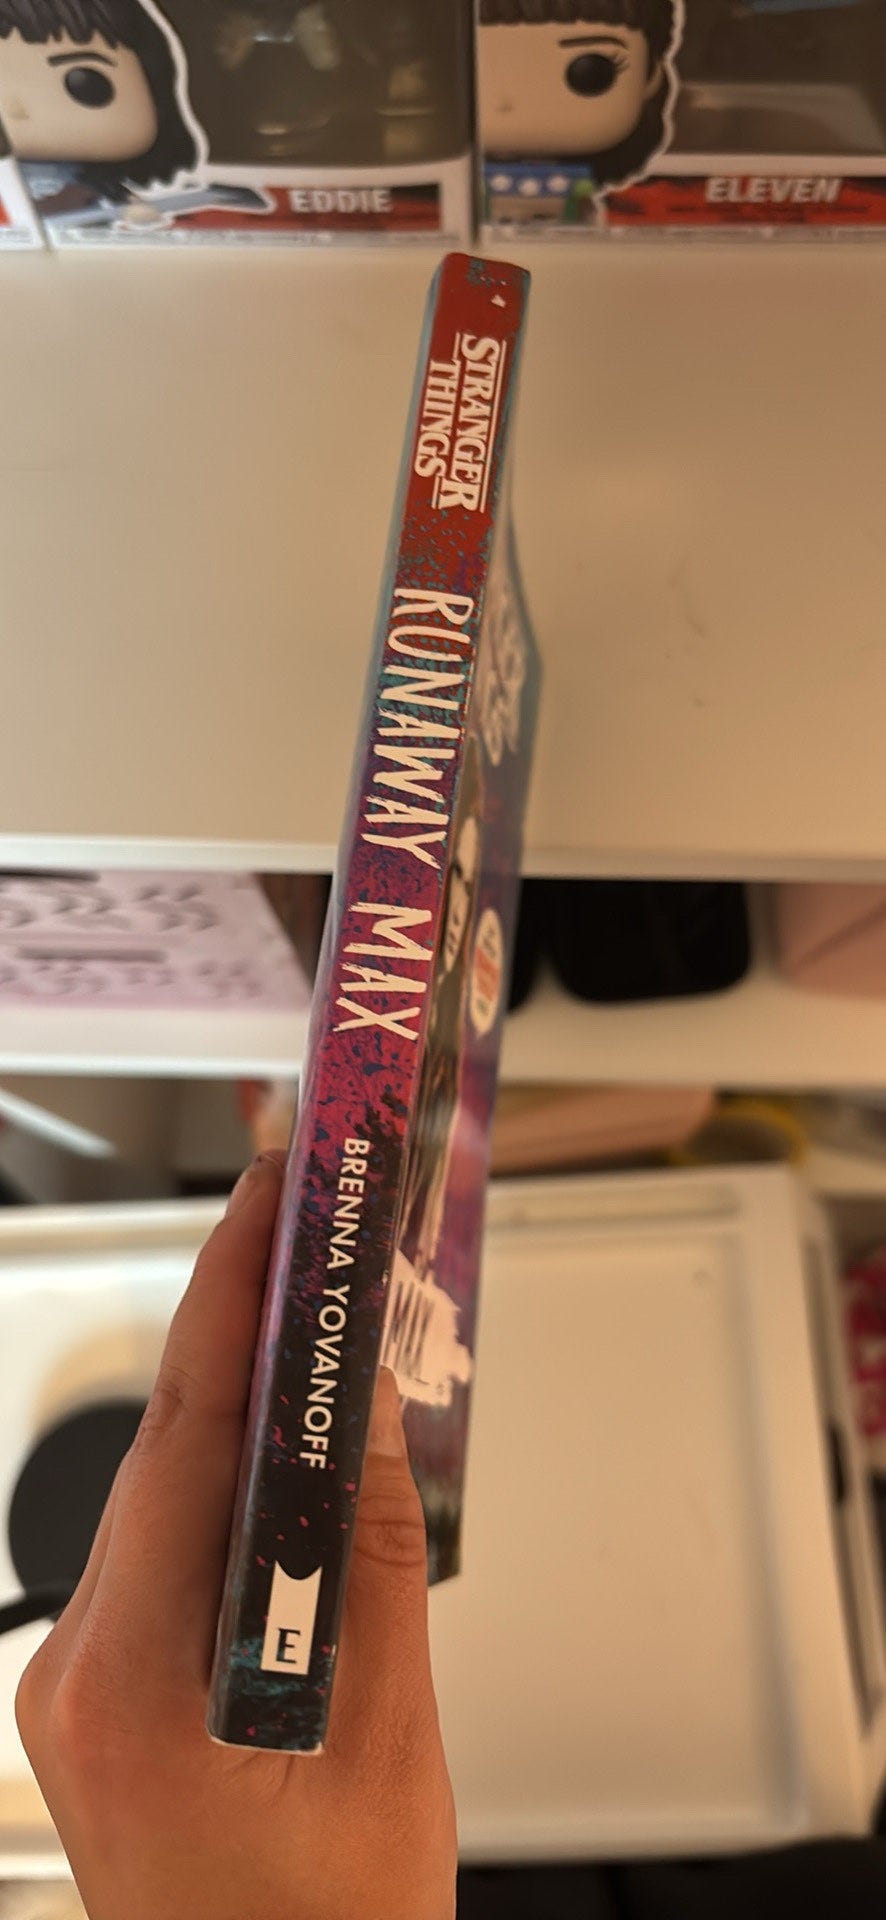 EDDIE
ELEVEN
STRANGER
THINGS
RUNAWAY MAX
BRENNA YOVANOFF
E